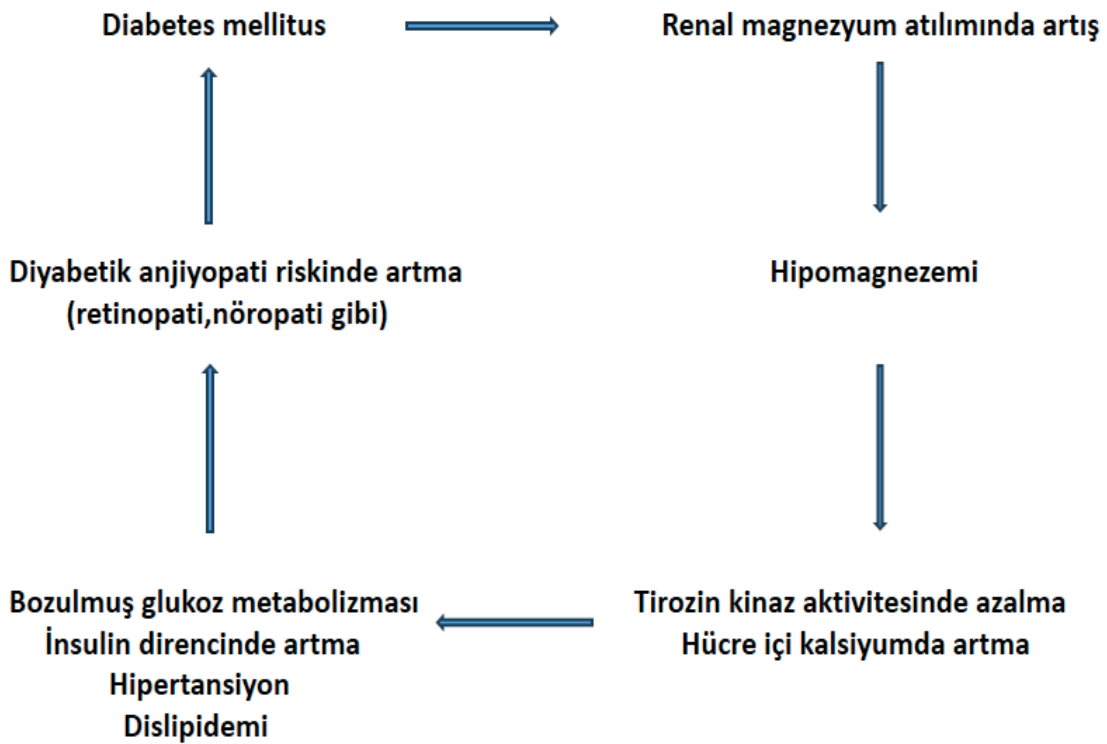 Diabetes mellitus
Renal magnezyum atılımında artış
Diyabetik anjiyopati riskinde artma
(retinopati,nöropati gibi)
Hipomagnezemi
Bozulmuş glukoz metabolizması
İnsulin direncinde artma
Hipertansiyon
Dislipidemi
Tirozin kinaz aktivitesinde azalma
Hücre içi kalsiyumda artma